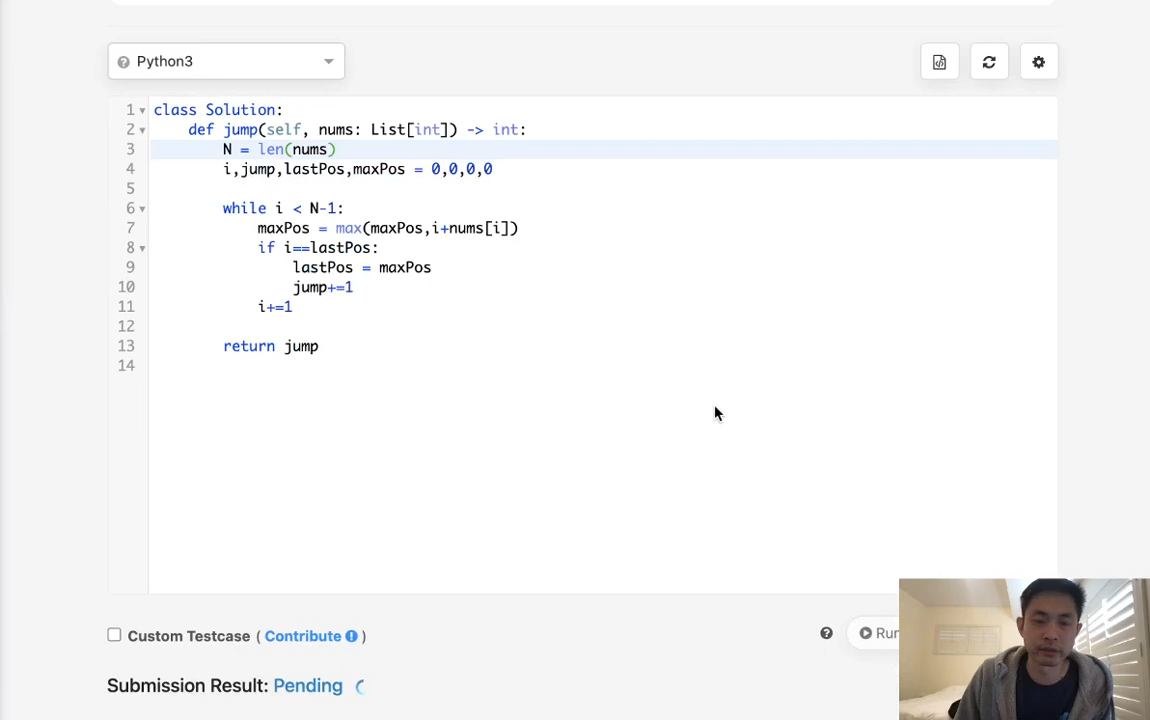 Python3
1 class Solution:
2 def jump(self, nums: List[int]) -> int:
3 N = len(nums)
4 i,jump,lastPos,maxPos = 0,0,0,0
5
6 while i < N-1:
7 maxPos = max(maxPos,i+nums[i])
8 if i==lastPos:
9 lastPos = maxPos
10 jump+=1
11 i+=1
12
13 return jump
14
Custom Testcase ( Contribute )
Run
Submission Result: Pending